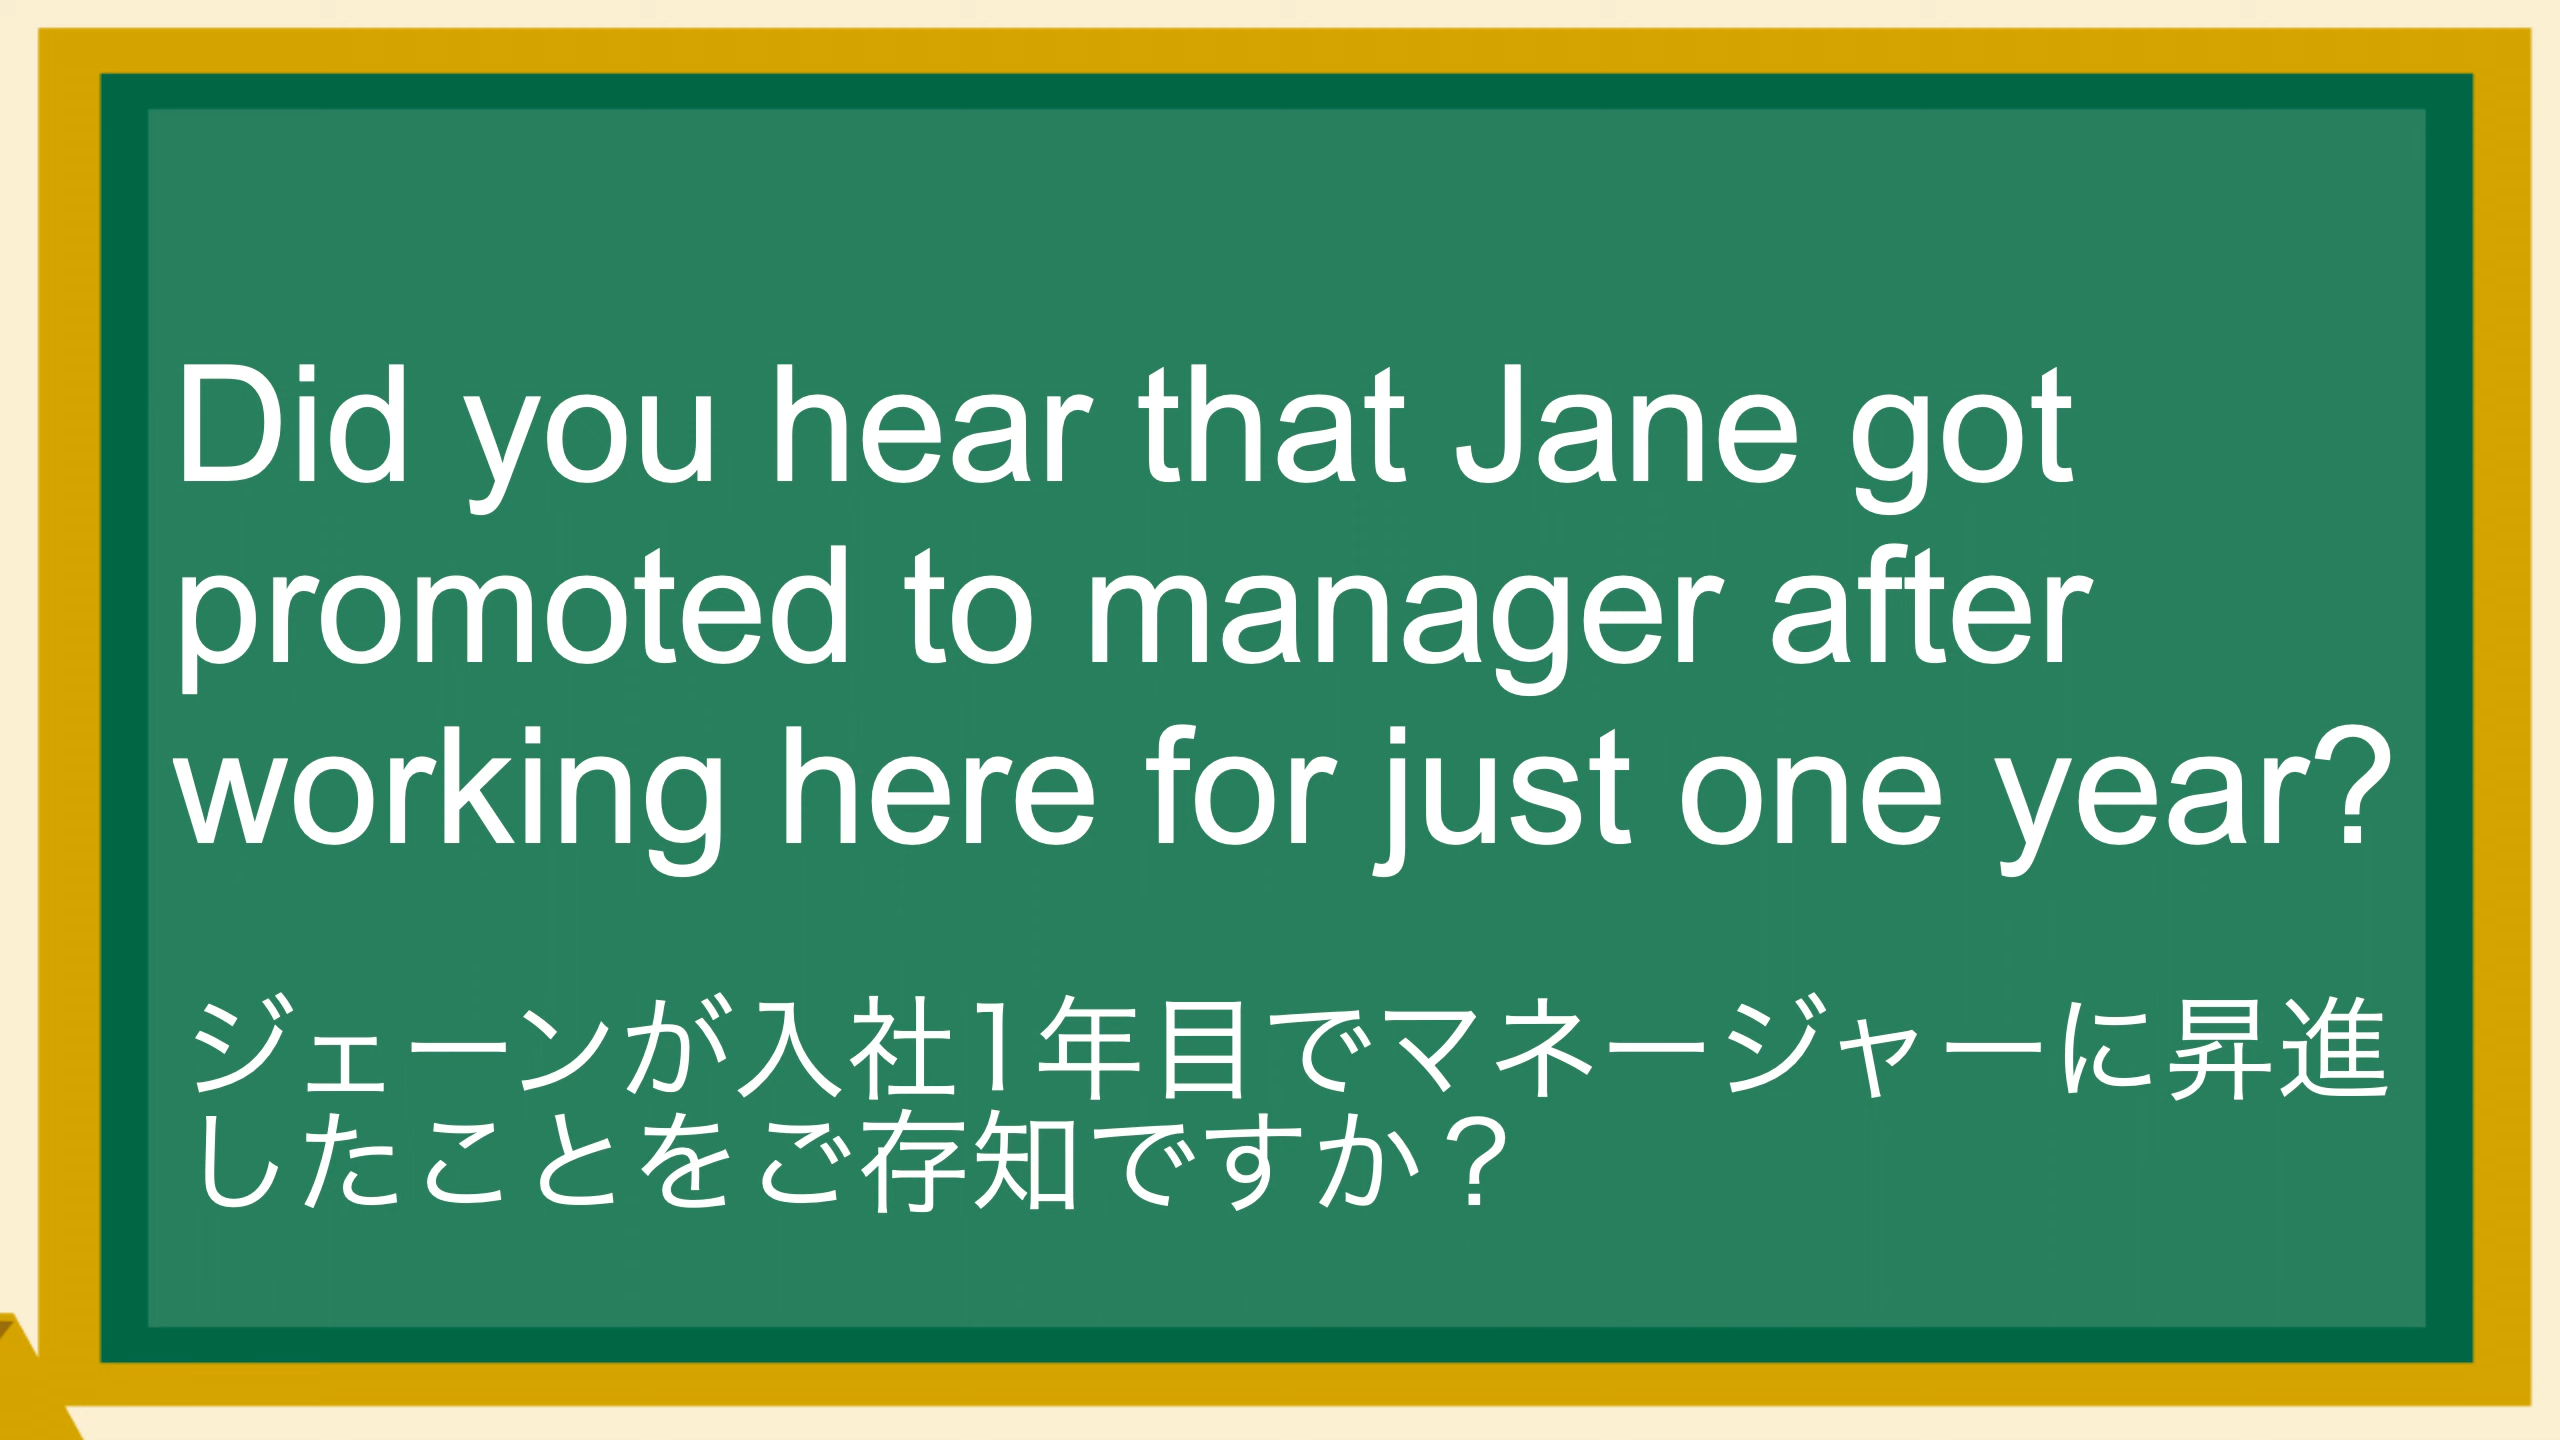 Did you hear that Jane got
promoted to manager after
working here for just one year?
ジェーンが入社1年目でマネージャーに昇進
したことをご存知ですか？